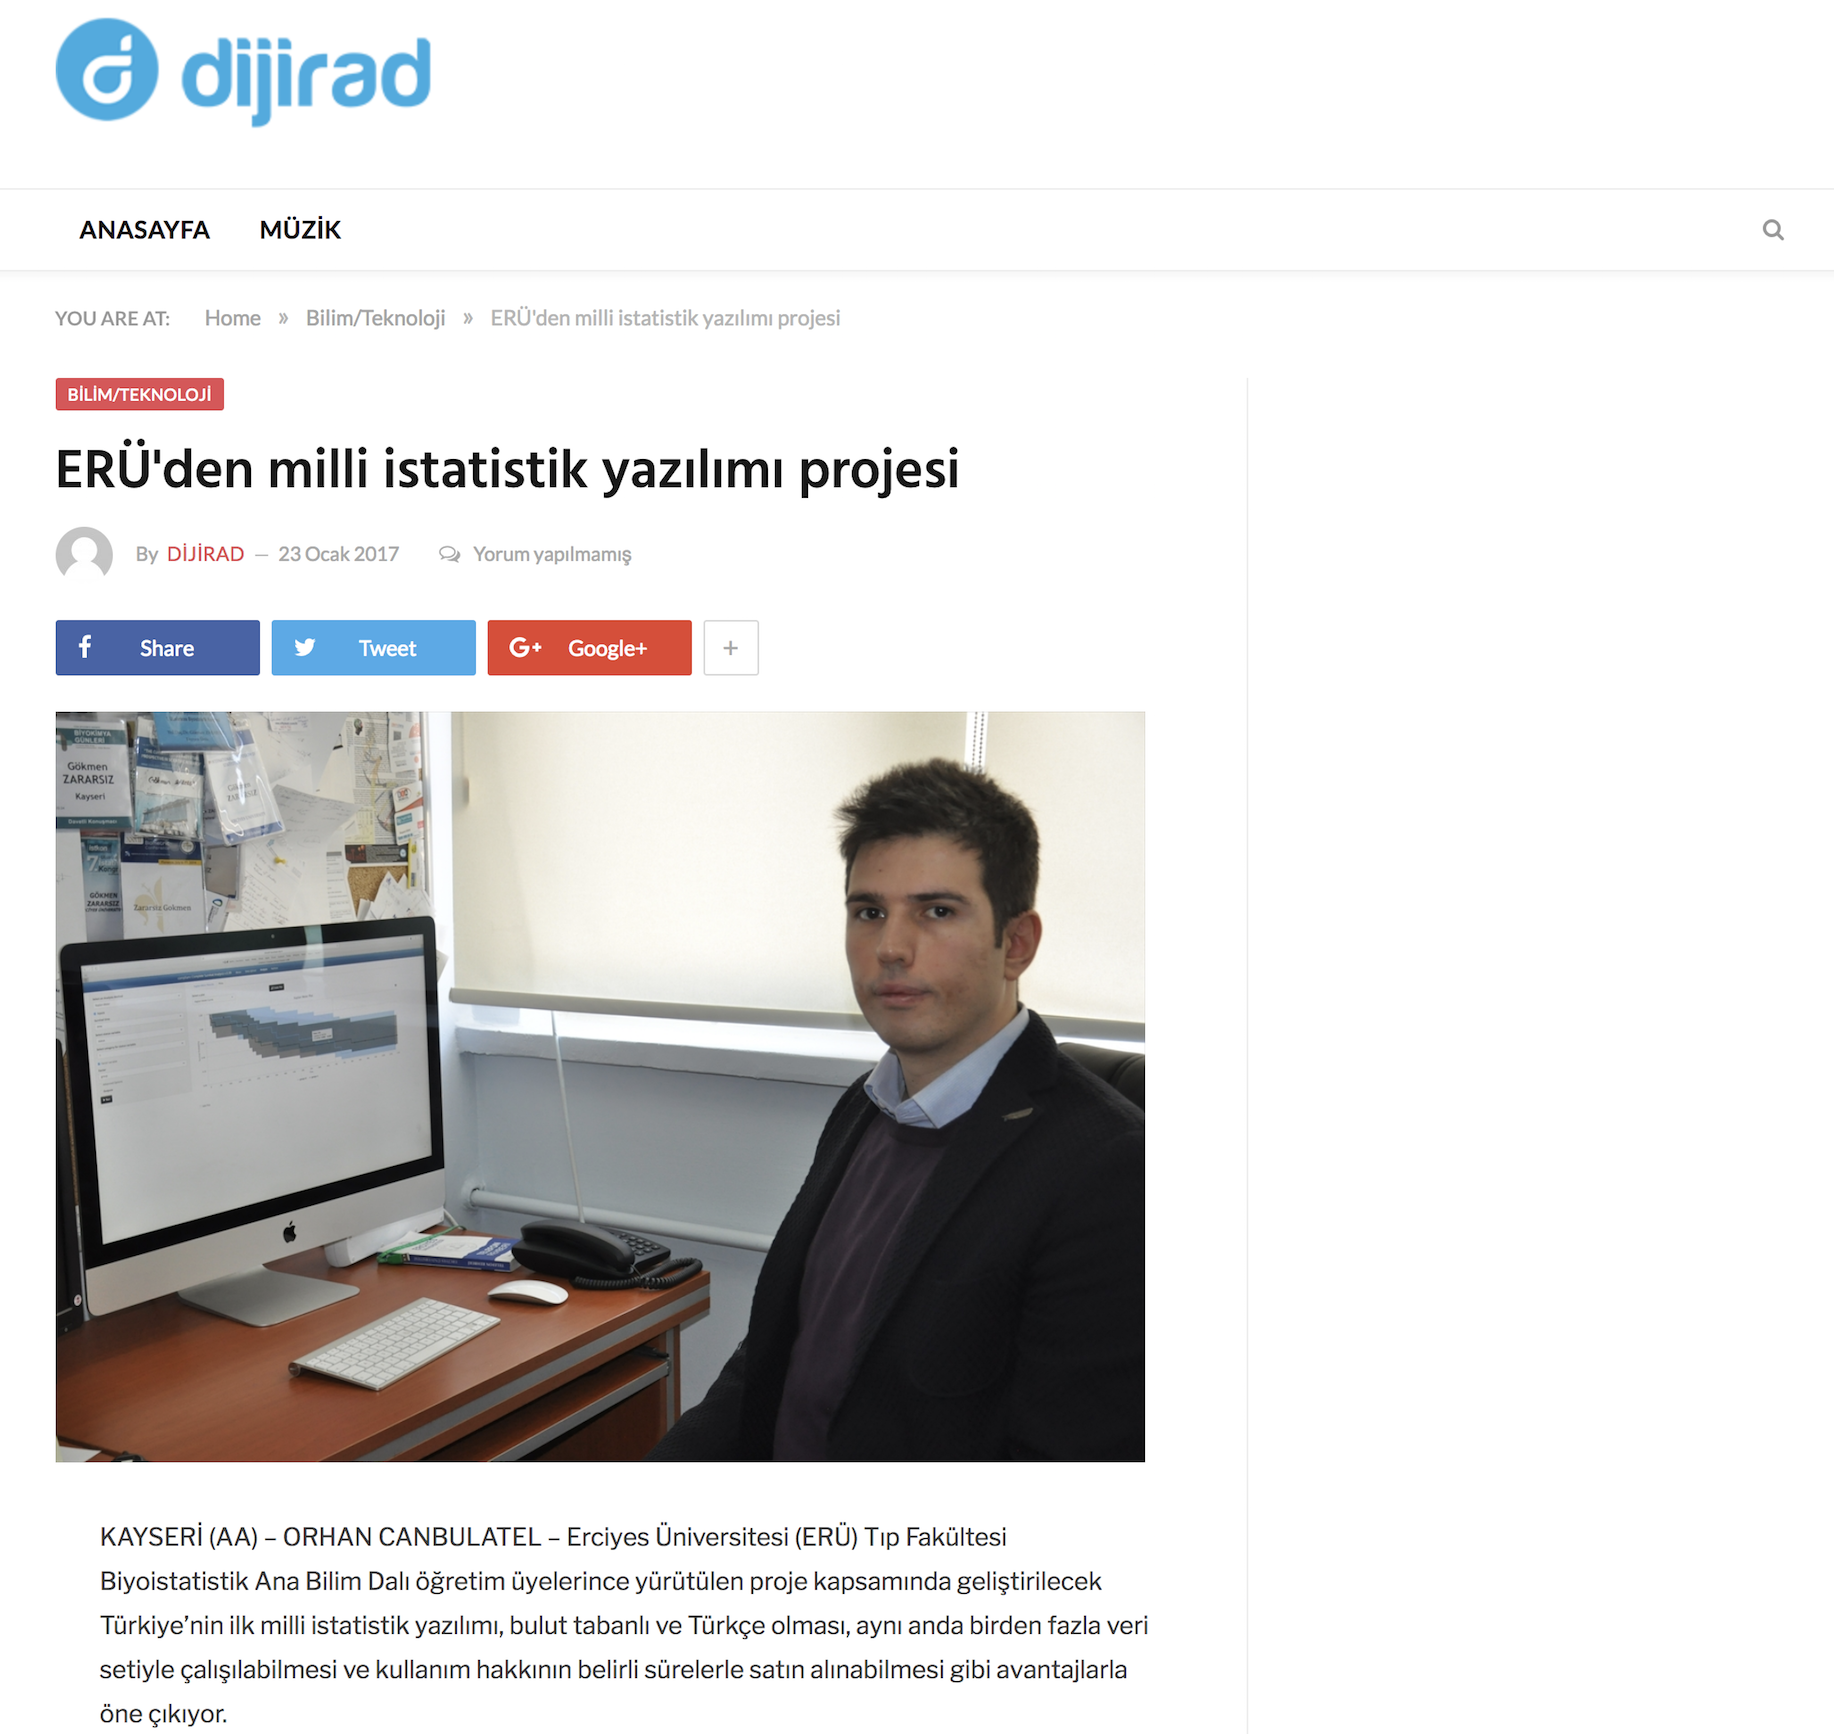 dijirad
ANASAYFA MÜZİK
YOU ARE AT: Home » Bilim/Teknoloji » ERÜ'den milli istatistik yazılımı projesi
BİLİM/TEKNOLOJİ
ERÜ'den milli istatistik yazılımı projesi
By DİJİRAD — 23 Ocak 2017 Yorum yapılmamış
Share Tweet G+ Google+ +
BİYOKİMYA
GÜNLERİ
Gökmen
ZARARSIZ
Kayseri
GÖKMEN
ZARARSIZ
Zararsız Gökmen
KAYSERİ (AA) – ORHAN CANBULATEL – Erciyes Üniversitesi (ERÜ) Tıp Fakültesi
Biyoistatistik Ana Bilim Dalı öğretim üyelerince yürütülen proje kapsamında geliştirilecek
Türkiye’nin ilk milli istatistik yazılımı, bulut tabanlı ve Türkçe olması, aynı anda birden fazla veri
setiyle çalışılabilmesi ve kullanım hakkının belirli sürelerle satın alınabilmesi gibi avantajlarla
öne çıkıyor.